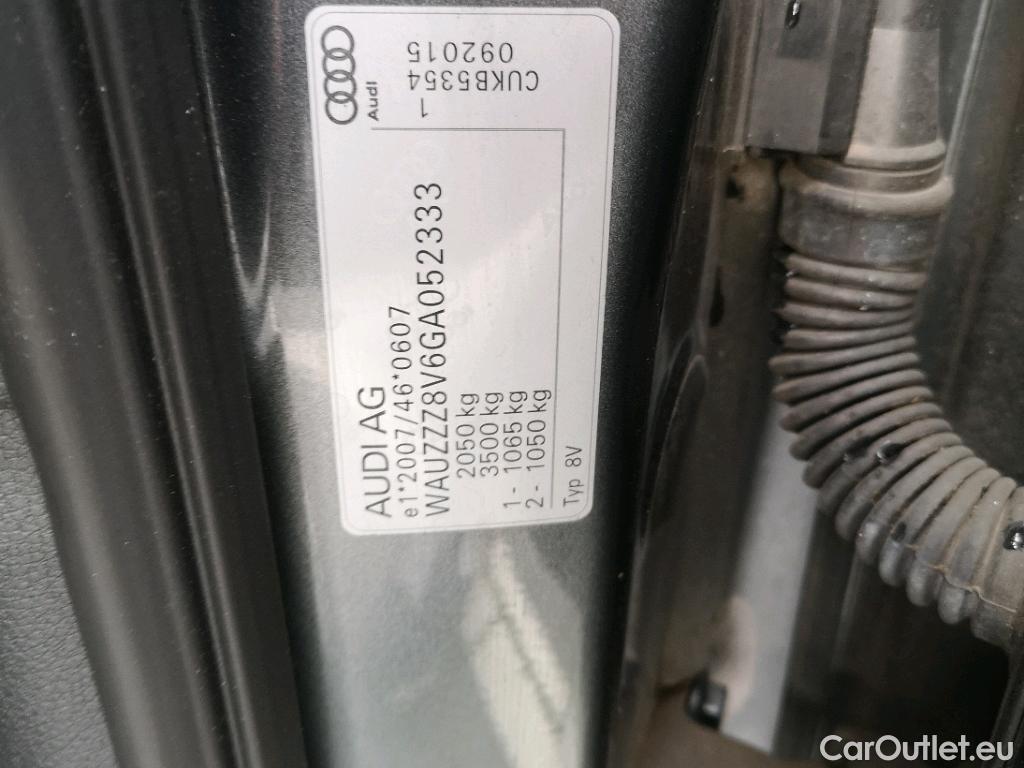 AUDI AG
e1*2007/46*0607
WAUZZZ8V6GA052333
2050 kg
3500 kg
1 - 1065 kg
2 - 1050 kg
Typ 8V
Audi
1
092015
CUKB5354
CarOutlet.eu